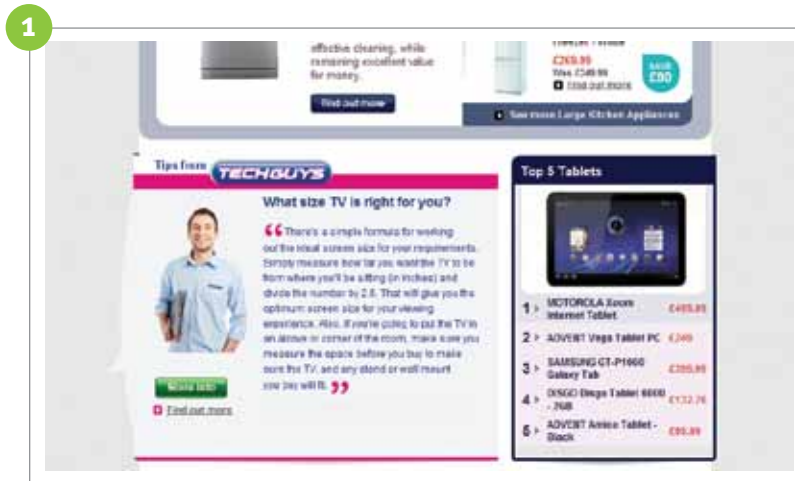 1
effective cleaning, while
remaining excellent value
for money.
Find out more
£269.99
Was £349.99
Find out more
SAVE
£80
See more Large Kitchen Appliances
Tips from TECHGUYS
What size TV is right for you?
There's a simple formula for working
out the ideal screen size for your requirements.
Simply measure how far you want the TV to be
from where you'll be sitting (in inches) and
divide the number by 2.5. That will give you the
optimum screen size for your viewing
experience. Also, if you're going to put the TV in
an alcove or corner of the room, make sure you
measure the space before you buy to make
sure the TV, and any stand or wall mount
you buy will fit.
More info
Find out more
Top 5 Tablets
1 MOTOROLA Xoom
Internet Tablet
2 ADVENT Vega Tablet PC £249
3 SAMSUNG GT-P1000
Galaxy Tab
4 DISGO Disgo Tablet 6000
- 2GB
5 ADVENT Amico Tablet -
Black